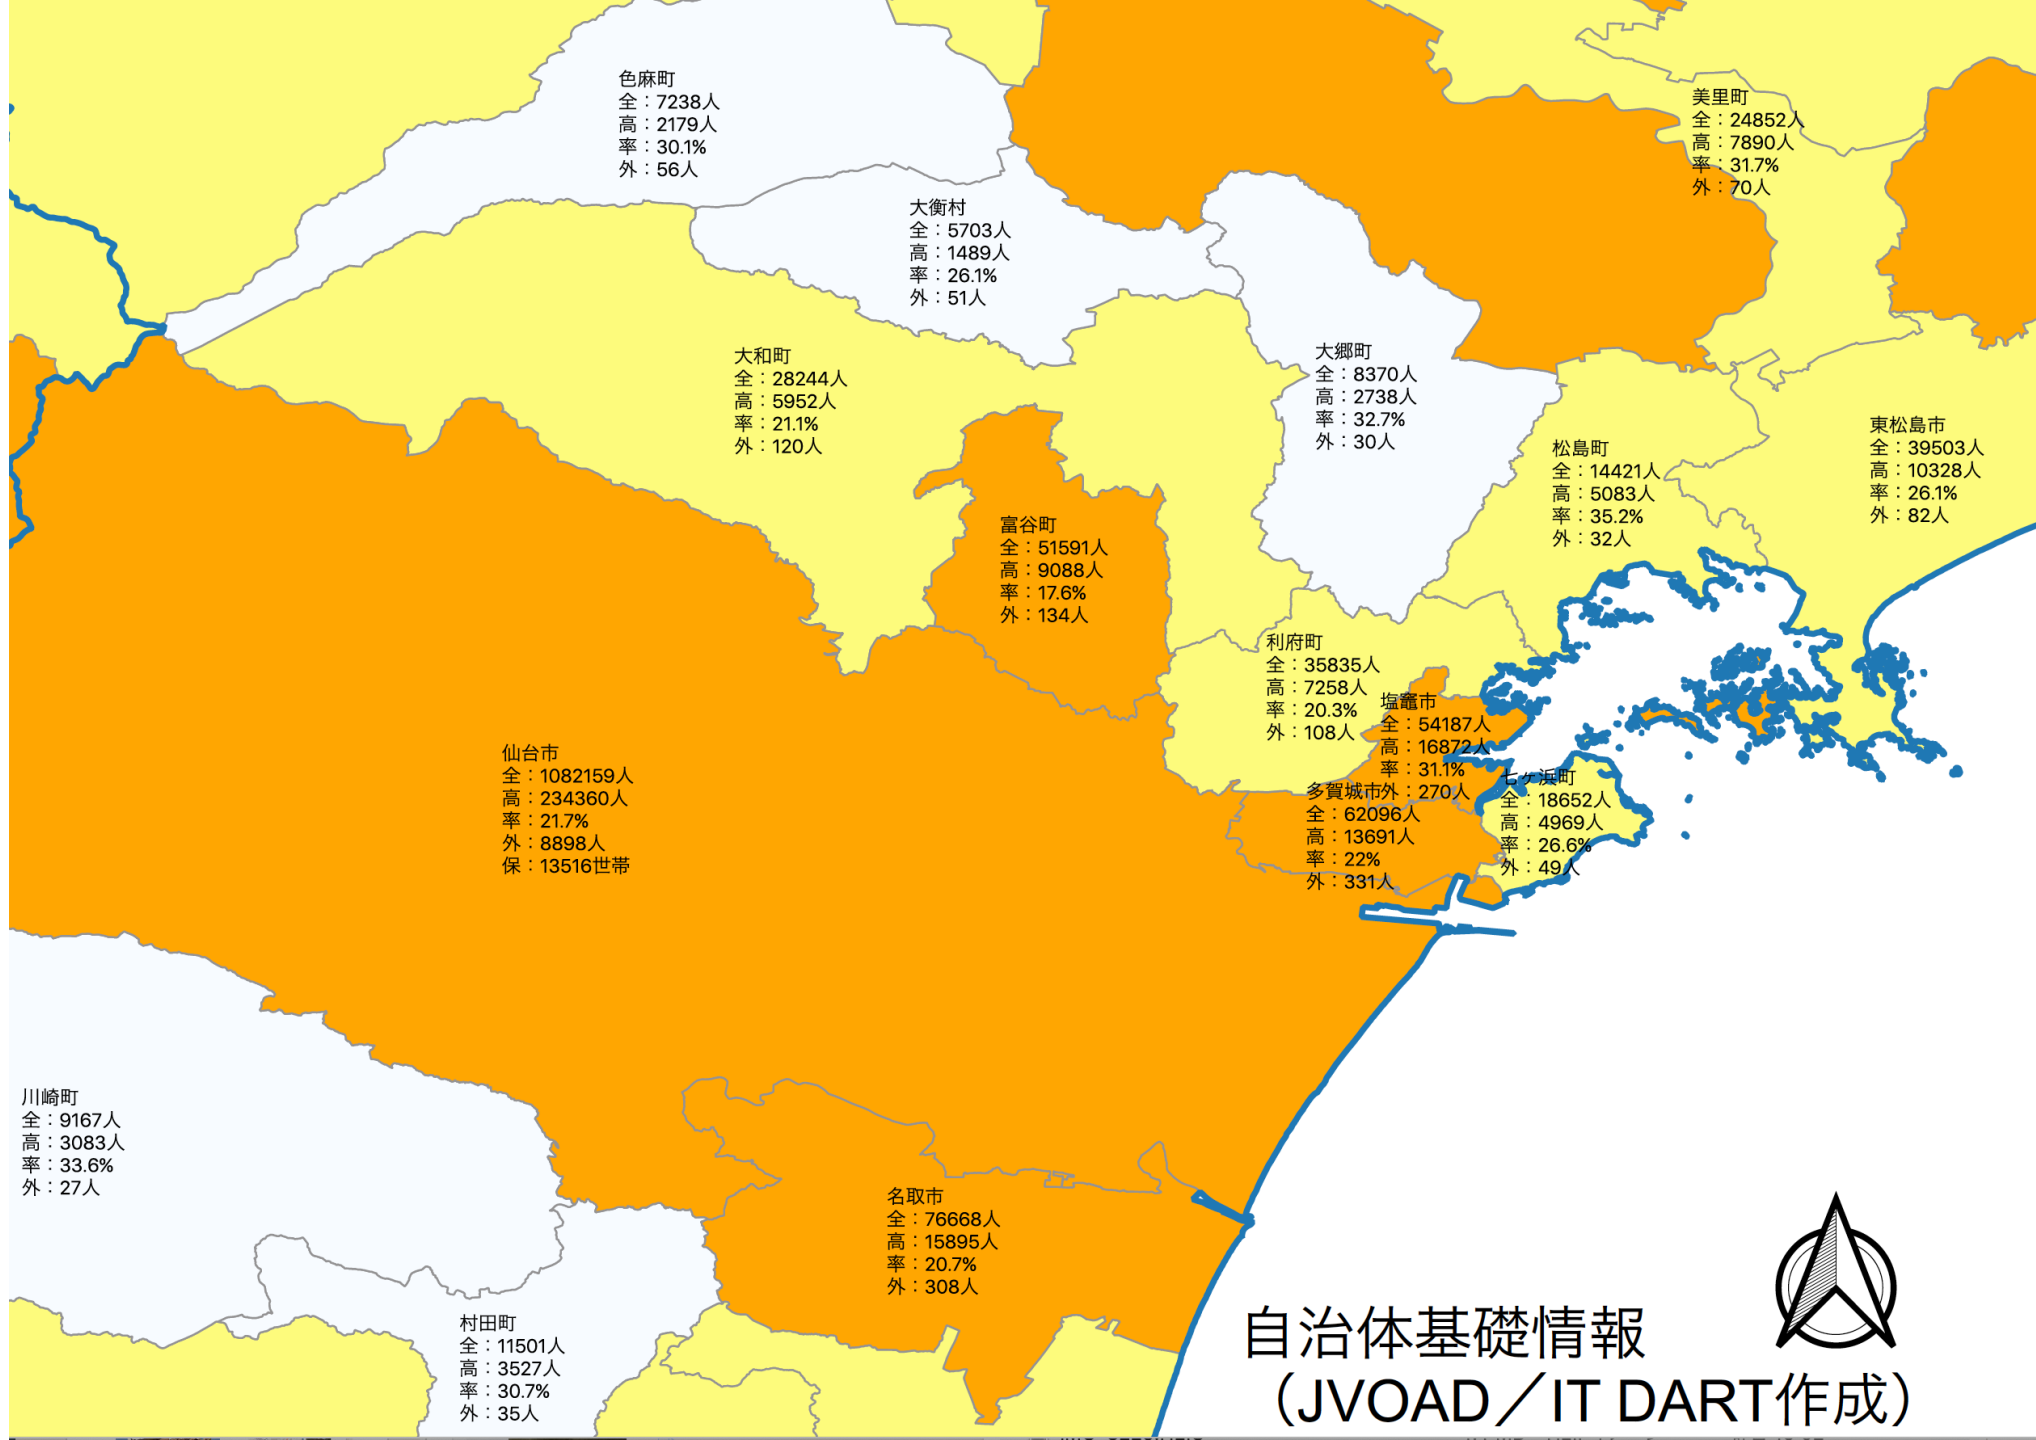 色麻町
全：7238人
高：2179人
率：30.1%
外：56人
美里町
全：24852人
高：7890人
率：31.7%
外：70人
大衡村
全：5703人
高：1489人
率：26.1%
外：51人
大和町
全：28244人
高：5952人
率：21.1%
外：120人
大郷町
全：8370人
高：2738人
率：32.7%
外：30人
松島町
全：14421人
高：5083人
率：35.2%
外：32人
東松島市
全：39503人
高：10328人
率：26.1%
外：82人
富谷町
全：51591人
高：9088人
率：17.6%
外：134人
利府町
全：35835人
高：7258人
率：20.3%
外：108人
塩竈市
全：54187人
高：16872人
率：31.1%
外：270人
多賀城市
全：62096人
高：13691人
率：22%
外：331人
七ヶ浜町
全：18652人
高：4969人
率：26.6%
外：49人
仙台市
全：1082159人
高：234360人
率：21.7%
外：8898人
保：13516世帯
川崎町
全：9167人
高：3083人
率：33.6%
外：27人
名取市
全：76668人
高：15895人
率：20.7%
外：308人
村田町
全：11501人
高：3527人
率：30.7%
外：35人
自治体基礎情報
（JVOAD／IT DART作成）